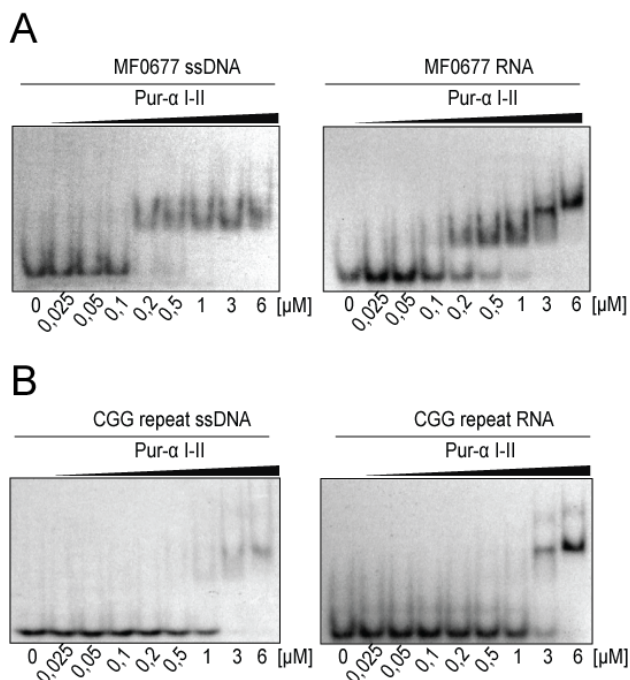 A
MF0677 ssDNA
Pur-α I-II
0 0,025 0,05 0,1 0,2 0,5 1 3 6 [µM]
MF0677 RNA
Pur-α I-II
0 0,025 0,05 0,1 0,2 0,5 1 3 6 [µM]
B
CGG repeat ssDNA
Pur-α I-II
0 0,025 0,05 0,1 0,2 0,5 1 3 6 [µM]
CGG repeat RNA
Pur-α I-II
0 0,025 0,05 0,1 0,2 0,5 1 3 6 [µM]